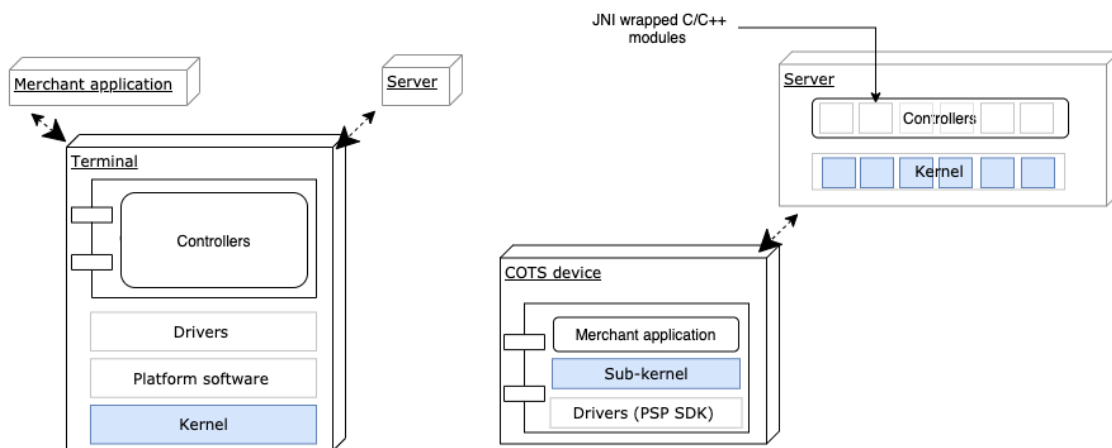 Merchant application
Server
Terminal
Controllers
Drivers
Platform software
Kernel
JNI wrapped C/C++
modules
Server
Controllers
Kernel
COTS device
Merchant application
Sub-kernel
Drivers (PSP SDK)